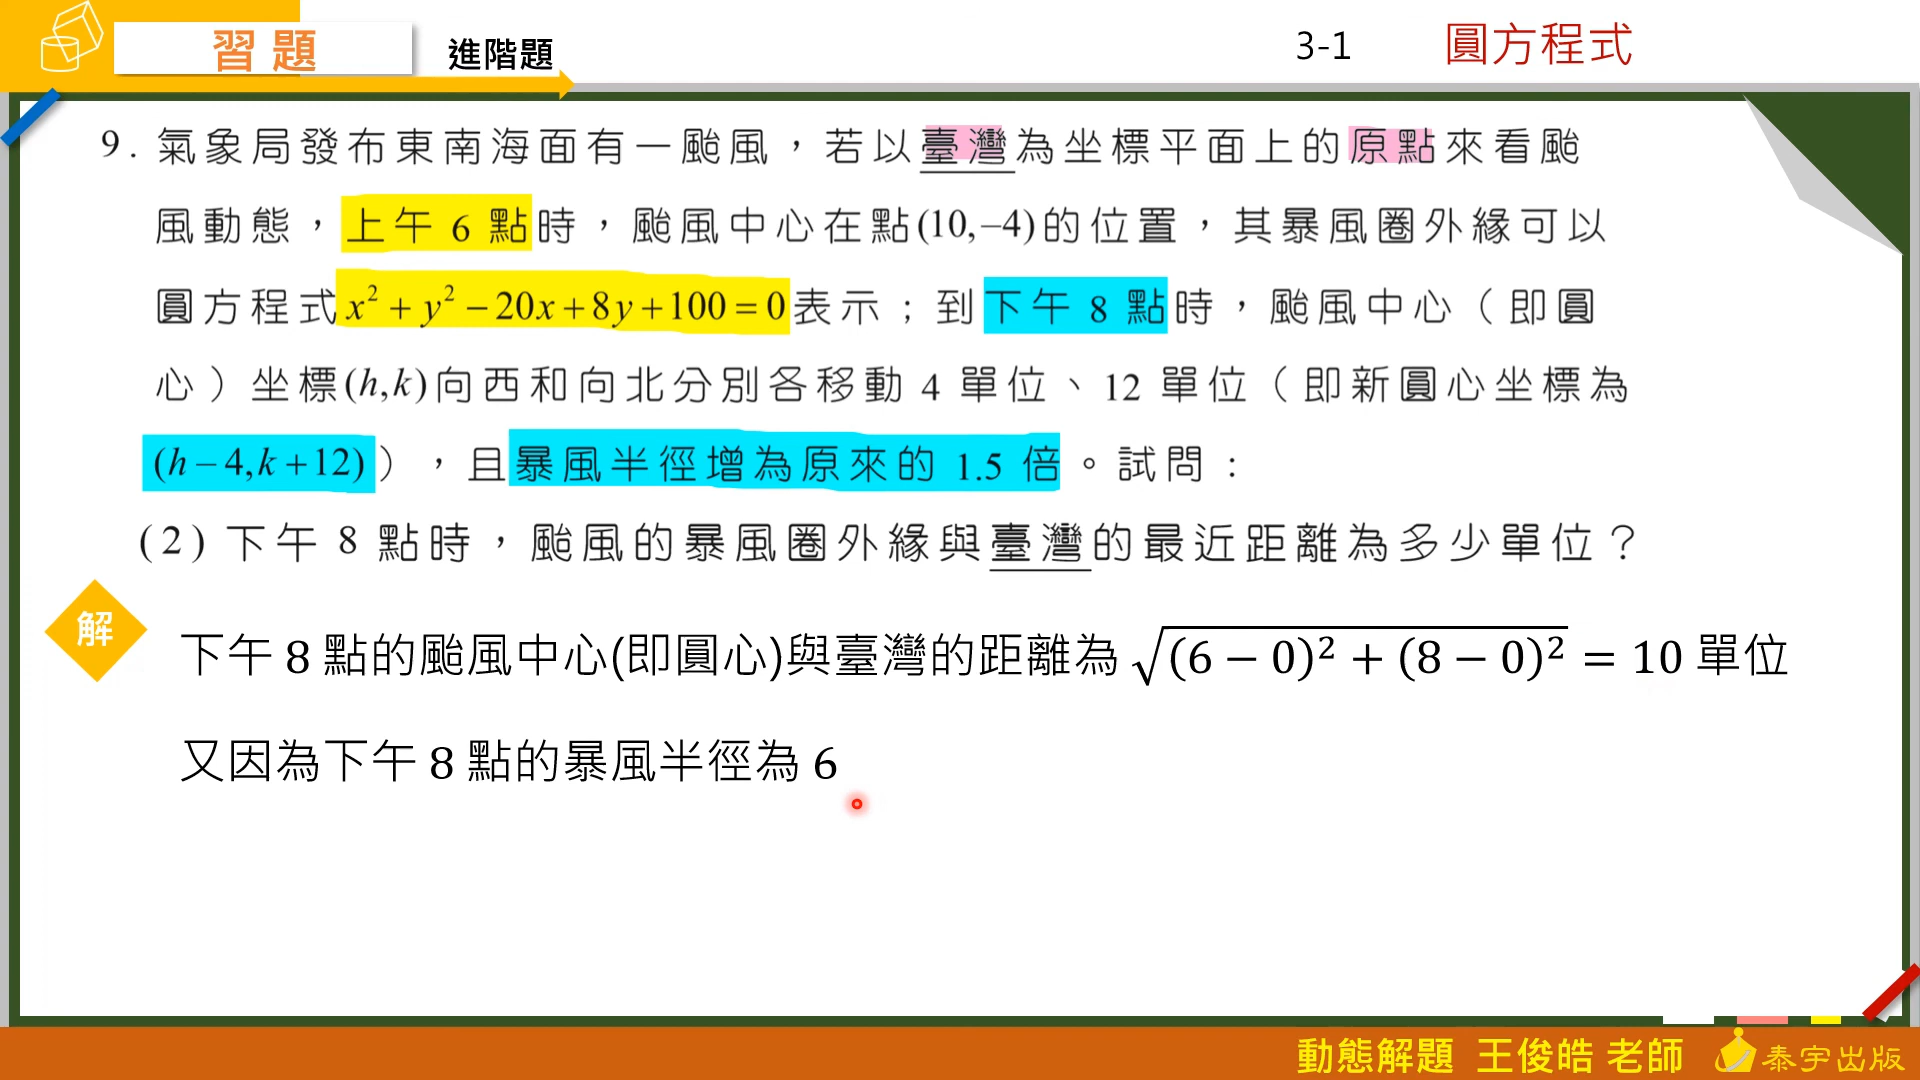 習題
進階題
3-1 圓方程式
9. 氣象局發布東南海面有一颱風，若以臺灣為坐標平面上的原點來看颱
風動態，上午 6 點時，颱風中心在點(10,–4)的位置，其暴風圈外緣可以
圓方程式x² + y² − 20x + 8y + 100 = 0表示；到下午 8 點時，颱風中心（即圓
心）坐標(h,k)向西和向北分別各移動 4 單位、12 單位（即新圓心坐標為
(h – 4, k + 12)），且暴風半徑增為原來的 1.5 倍。試問：
(2) 下午 8 點時，颱風的暴風圈外緣與臺灣的最近距離為多少單位？
解
下午 8 點的颱風中心(即圓心)與臺灣的距離為 √((6 − 0)² + (8 − 0)²) = 10 單位
又因為下午 8 點的暴風半徑為 6
動態解題 王俊皓 老師
泰宇出版